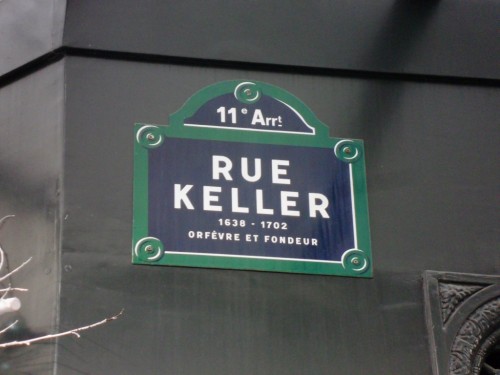 11e Arrt
RUE
KELLER
1638 - 1702
ORFÈVRE ET FONDEUR